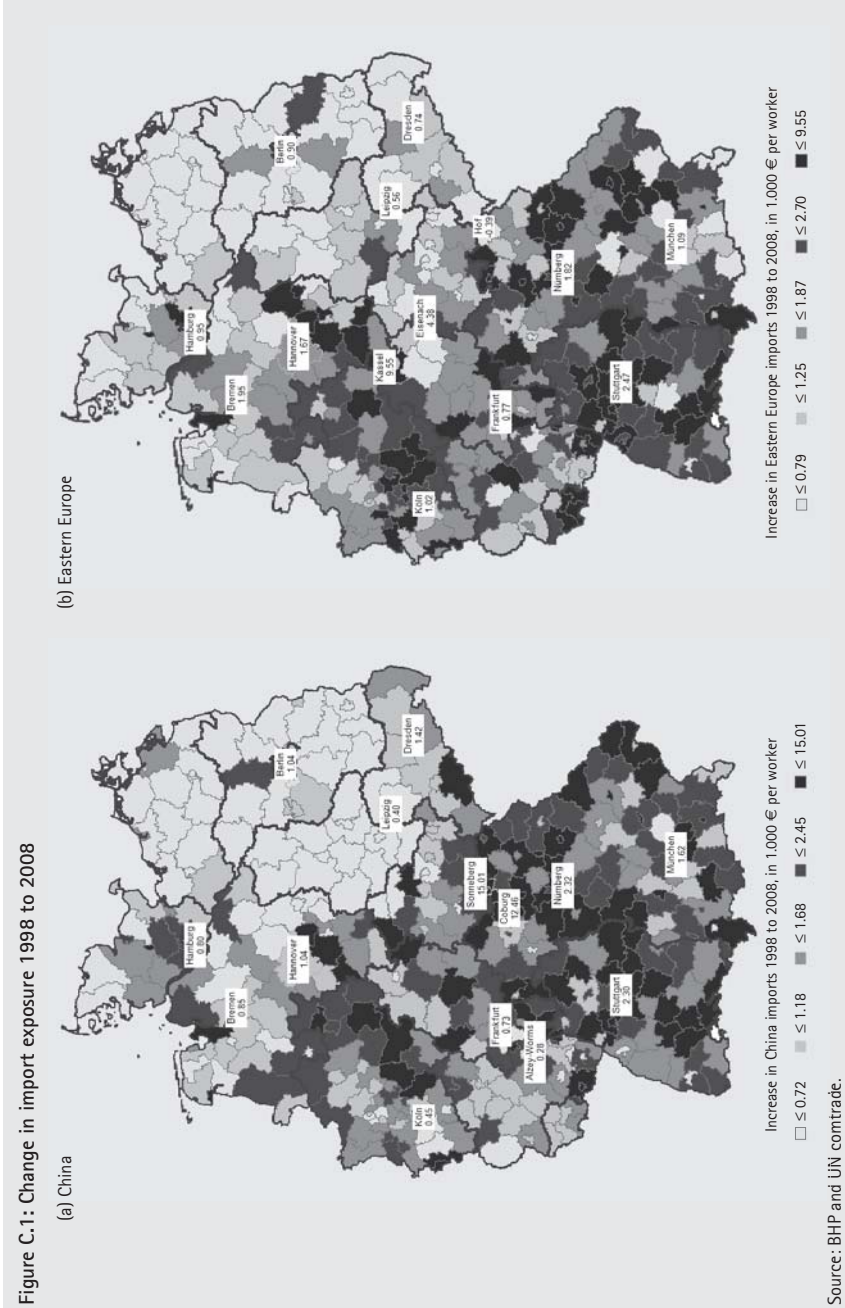 Figure C.1: Change in import exposure 1998 to 2008
(a) China
Hamburg
0.80
Bremen
0.85
Berlin
1.04
Hannover
1.04
Leipzig
0.40
Dresden
1.42
Köln
0.45
Sonneberg
15.01
Coburg
12.46
Frankfurt
0.73
Alzey-Worms
0.28
Nürnberg
2.32
Stuttgart
2.30
München
1.62
Increase in China imports 1998 to 2008, in 1.000 € per worker
≤ 0.72 ≤ 1.18 ≤ 1.68 ≤ 2.45 ≤ 15.01
(b) Eastern Europe
Hamburg
0.95
Bremen
1.95
Berlin
0.90
Hannover
1.67
Kassel
9.55
Leipzig
0.56
Dresden
0.74
Eisenach
4.38
Köln
1.02
Hof
-0.39
Frankfurt
0.77
Nürnberg
1.82
Stuttgart
2.47
München
1.09
Increase in Eastern Europe imports 1998 to 2008, in 1.000 € per worker
≤ 0.79 ≤ 1.25 ≤ 1.87 ≤ 2.70 ≤ 9.55
Source: BHP and UN comtrade.